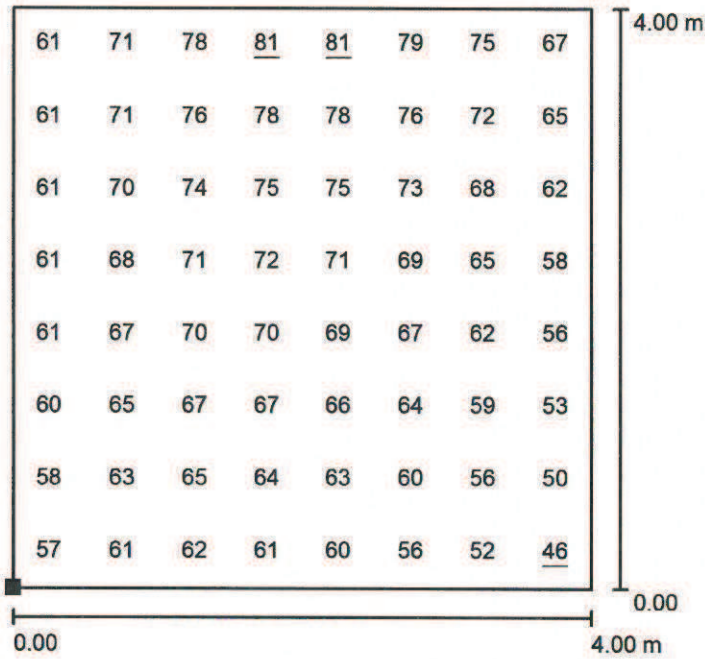 61 71 78 81 81 79 75 67 4.00 m
61 71 76 78 78 76 72 65
61 70 74 75 75 73 68 62
61 68 71 72 71 69 65 58
61 67 70 70 69 67 62 56
60 65 67 67 66 64 59 53
58 63 65 64 63 60 56 50
57 61 62 61 60 56 52 46
0.00
0.00 4.00 m